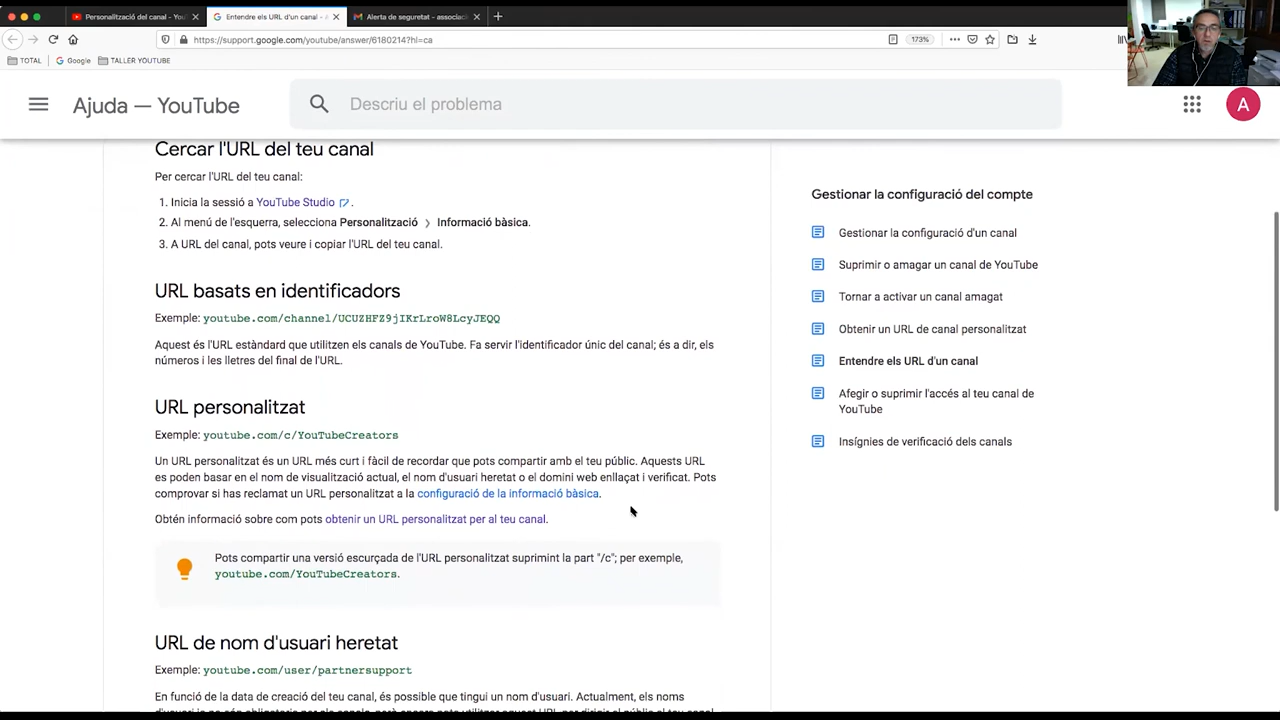 Personalització del canal - You
Entendre els URL d'un canal - A
Alerta de seguretat - associac
https://support.google.com/youtube/answer/6180214?hl=ca
173%
TOTAL
Google
TALLER YOUTUBE
Ajuda — YouTube
Descriu el problema
A
Cercar l'URL del teu canal
Per cercar l'URL del teu canal:
1. Inicia la sessió a YouTube Studio .
2. Al menú de l'esquerra, selecciona Personalització > Informació bàsica.
3. A URL del canal, pots veure i copiar l'URL del teu canal.
URL basats en identificadors
Exemple: youtube.com/channel/UCUZHFZ9jIKrLroW8LcyJEQQ
Aquest és l'URL estàndard que utilitzen els canals de YouTube. Fa servir l'identificador únic del canal; és a dir, els
números i les lletres del final de l'URL.
URL personalitzat
Exemple: youtube.com/c/YouTubeCreators
Un URL personalitzat és un URL més curt i fàcil de recordar que pots compartir amb el teu públic. Aquests URL
es poden basar en el nom de visualització actual, el nom d'usuari heretat o el domini web enllaçat i verificat. Pots
comprovar si has reclamat un URL personalitzat a la configuració de la informació bàsica.
Obtén informació sobre com pots obtenir un URL personalitzat per al teu canal.
Pots compartir una versió escurçada de l'URL personalitzat suprimint la part "/c"; per exemple,
youtube.com/YouTubeCreators.
URL de nom d'usuari heretat
Exemple: youtube.com/user/partnersupport
En funció de la data de creació del teu canal, és possible que tingui un nom d'usuari. Actualment, els noms
Gestionar la configuració del compte
Gestionar la configuració d'un canal
Suprimir o amagar un canal de YouTube
Tornar a activar un canal amagat
Obtenir un URL de canal personalitzat
Entendre els URL d'un canal
Afegir o suprimir l'accés al teu canal de
YouTube
Insígnies de verificació dels canals